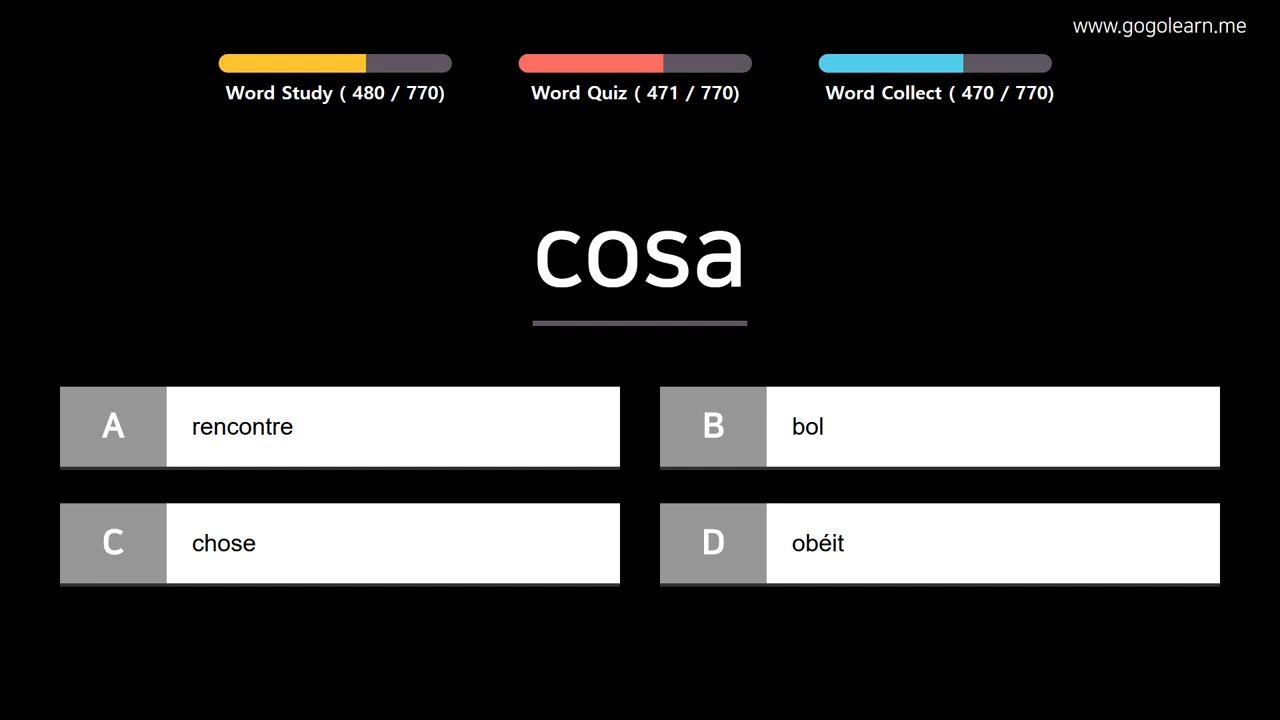 www.gogolearn.me
Word Study ( 480 / 770)
Word Quiz ( 471 / 770)
Word Collect ( 470 / 770)
cosa
A
rencontre
B
bol
C
chose
D
obéit